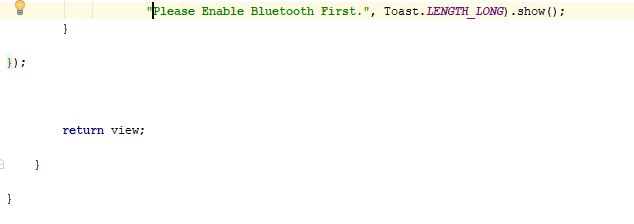 "Please Enable Bluetooth First.", Toast.LENGTH_LONG).show();
}
});
return view;
}
}